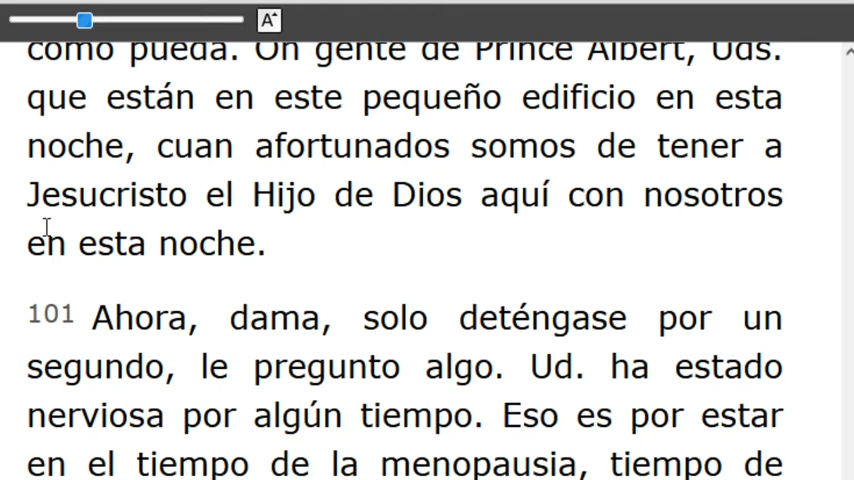 A
como pueda. Oh gente de Prince Albert, Uds.
que están en este pequeño edificio en esta
noche, cuan afortunados somos de tener a
Jesucristo el Hijo de Dios aquí con nosotros
en esta noche.
101 Ahora, dama, solo deténgase por un
segundo, le pregunto algo. Ud. ha estado
nerviosa por algún tiempo. Eso es por estar
en el tiempo de la menopausia, tiempo de